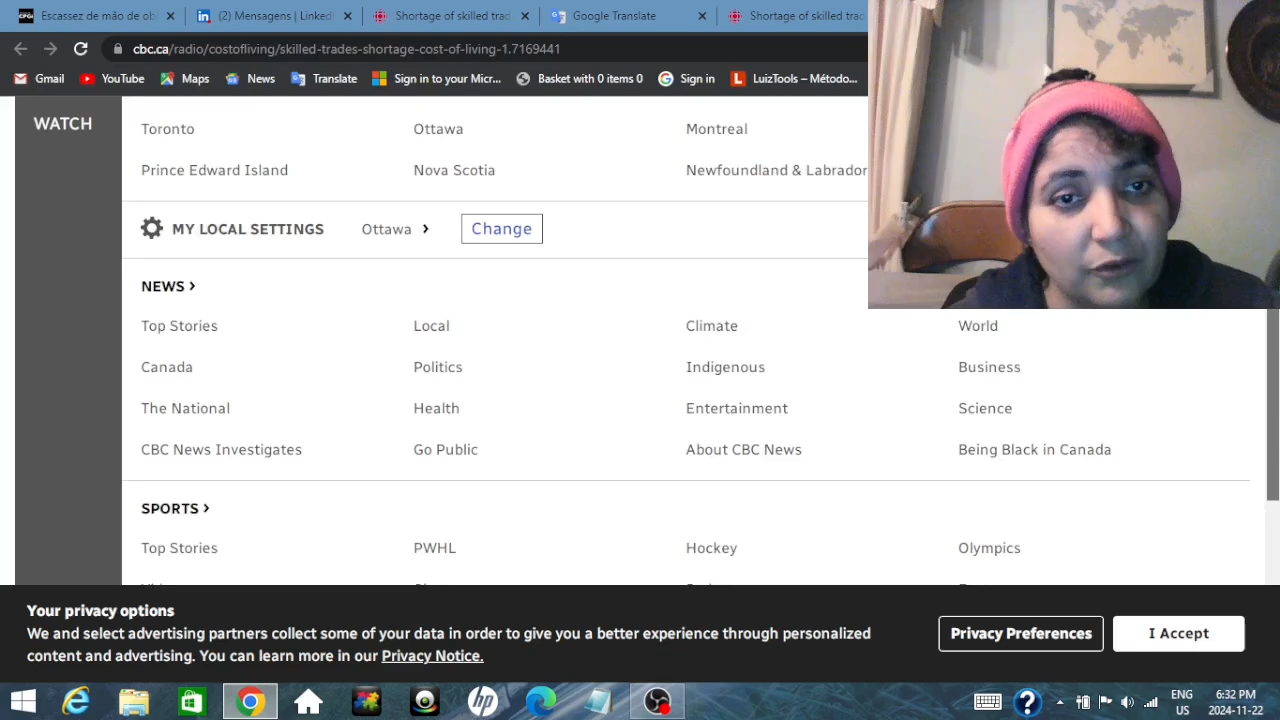 CPG Escassez de mão de ob
(2) Mensagens | LinkedI
Skilled trades shortage
Google Translate
Shortage of skilled trad
cbc.ca/radio/costofliving/skilled-trades-shortage-cost-of-living-1.7169441
Gmail YouTube Maps News Translate Sign in to your Micr... Basket with 0 items 0 Sign in LuizTools – Método...
WATCH
Toronto Ottawa Montreal
Prince Edward Island Nova Scotia Newfoundland & Labrador
MY LOCAL SETTINGS Ottawa Change
NEWS
Top Stories Local Climate World
Canada Politics Indigenous Business
The National Health Entertainment Science
CBC News Investigates Go Public About CBC News Being Black in Canada
SPORTS
Top Stories PWHL Hockey Olympics
Your privacy options
We and select advertising partners collect some of your data in order to give you a better experience through personalized
content and advertising. You can learn more in our Privacy Notice.
Privacy Preferences I Accept
ENG 6:32 PM
US 2024-11-22